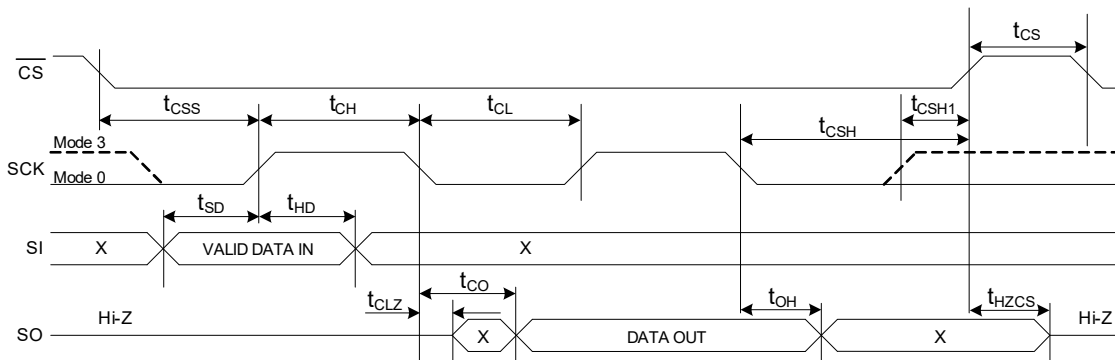 tCS
CS
tCSS
tCH
tCL
tCSH
tCSH1
Mode 3
SCK
Mode 0
tSD
tHD
SI
X
VALID DATA IN
X
tCLZ
tCO
tOH
tHZCS
SO
Hi-Z
X
DATA OUT
X
Hi-Z